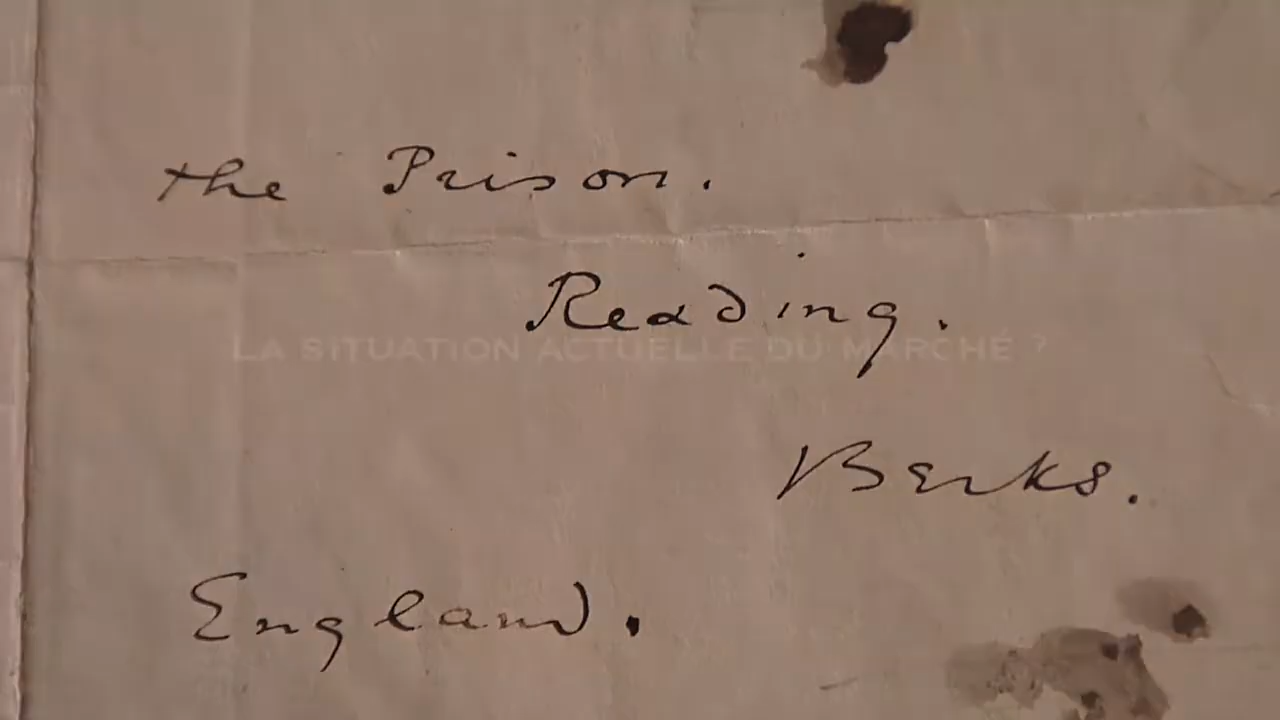 the Prison.
Reading.
LA SITUATION ACTUELLE DU MARCHÉ ?
Berks.
England.